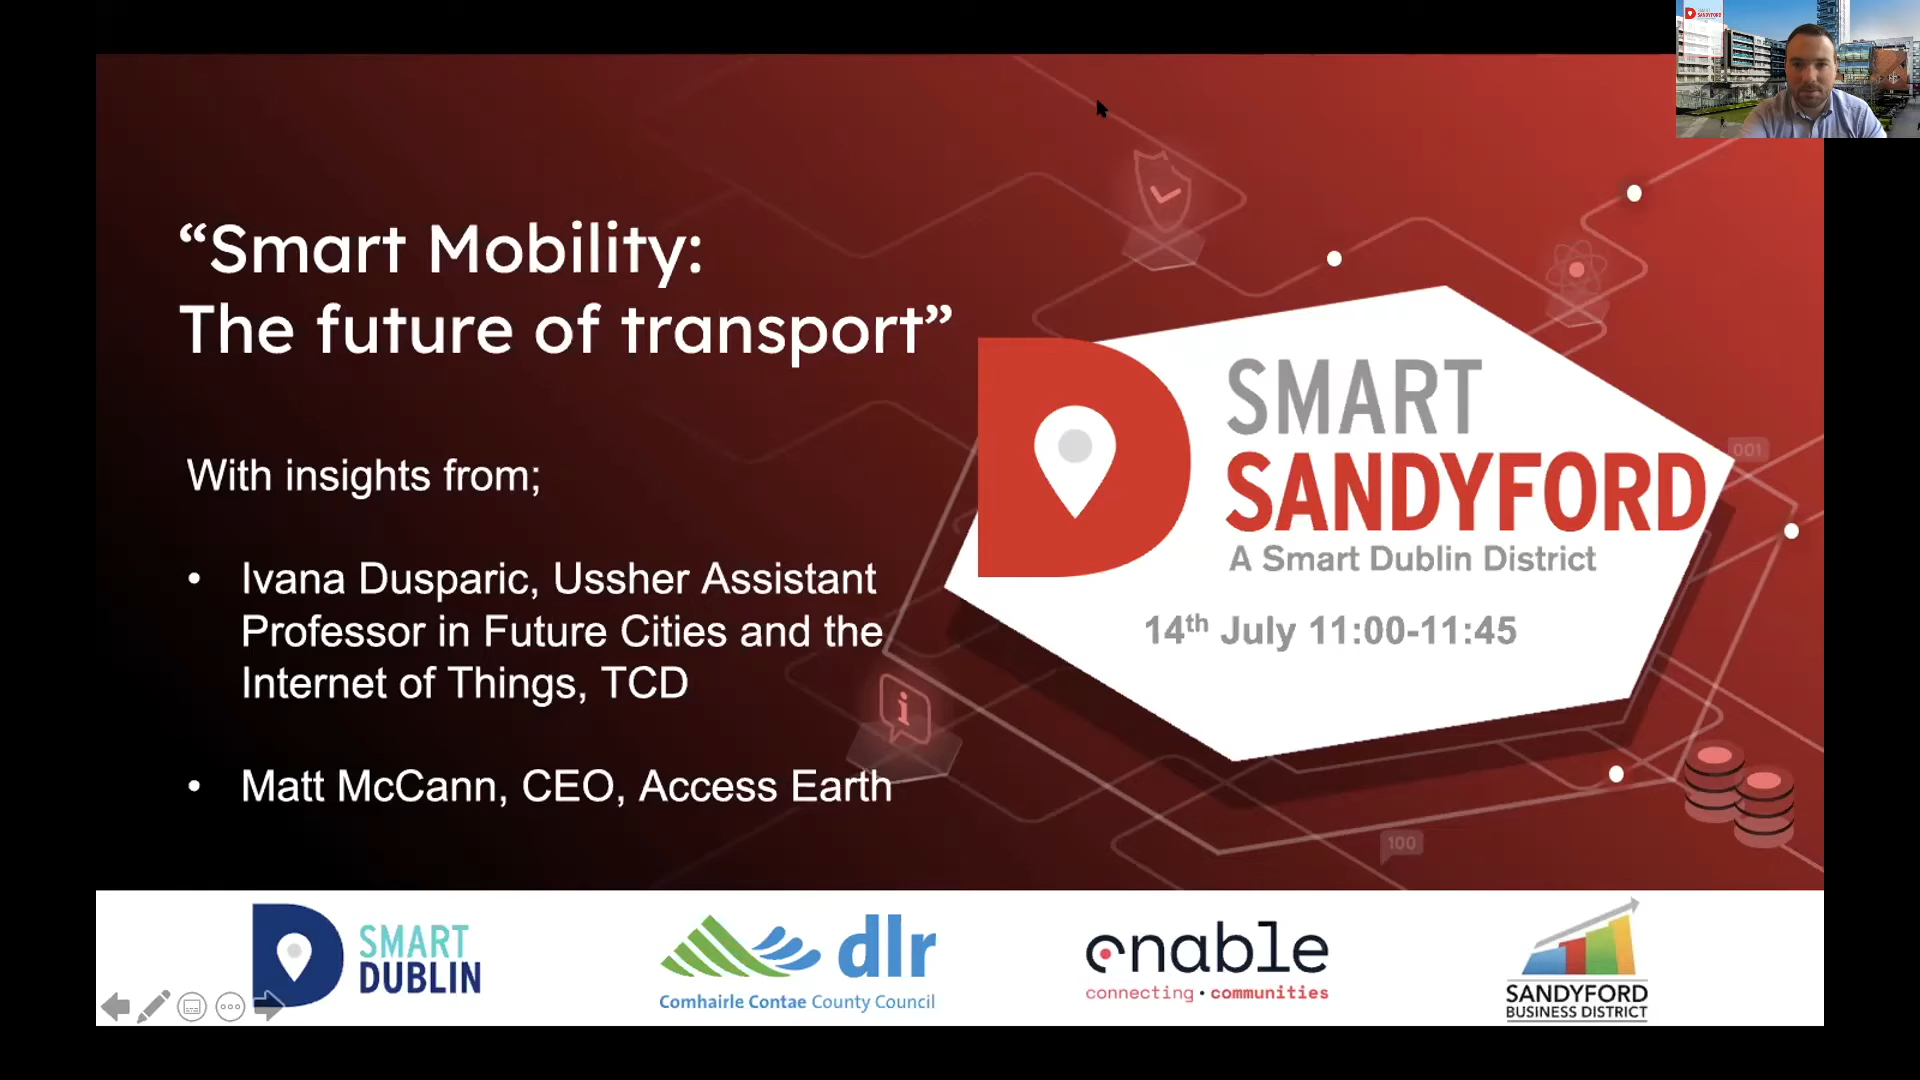 “Smart Mobility:
The future of transport”
With insights from;
• Ivana Dusparic, Ussher Assistant
Professor in Future Cities and the
Internet of Things, TCD
• Matt McCann, CEO, Access Earth
SMART
SANDYFORD
A Smart Dublin District
14th July 11:00-11:45
001
100
i
SMART
DUBLIN
dlr
Comhairle Contae County Council
enable
connecting • communities
SANDYFORD
BUSINESS DISTRICT
SANDYFORD